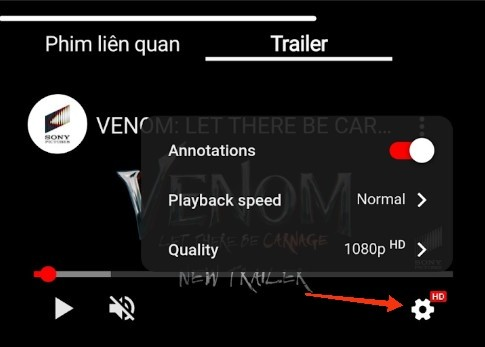 Phim liên quan
Trailer
SONY
PICTURES
VENOM: LET THERE BE CAR...
Annotations
VENOM
Playback speed
Normal
LET THERE BE CARNAGE
Quality
1080p HD
SONY
NEW TRAILER
HD